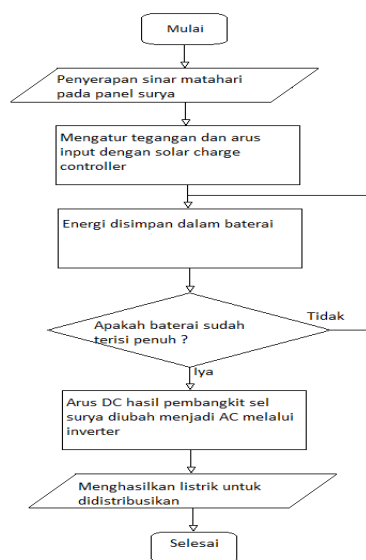 Mulai
Penyerapan sinar matahari
pada panel surya
Mengatur tegangan dan arus
input dengan solar charge
controller
Energi disimpan dalam baterai
Apakah baterai sudah
terisi penuh ?
Tidak
Iya
Arus DC hasil pembangkit sel
surya diubah menjadi AC melalui
inverter
Menghasilkan listrik untuk
didistribusikan
Selesai